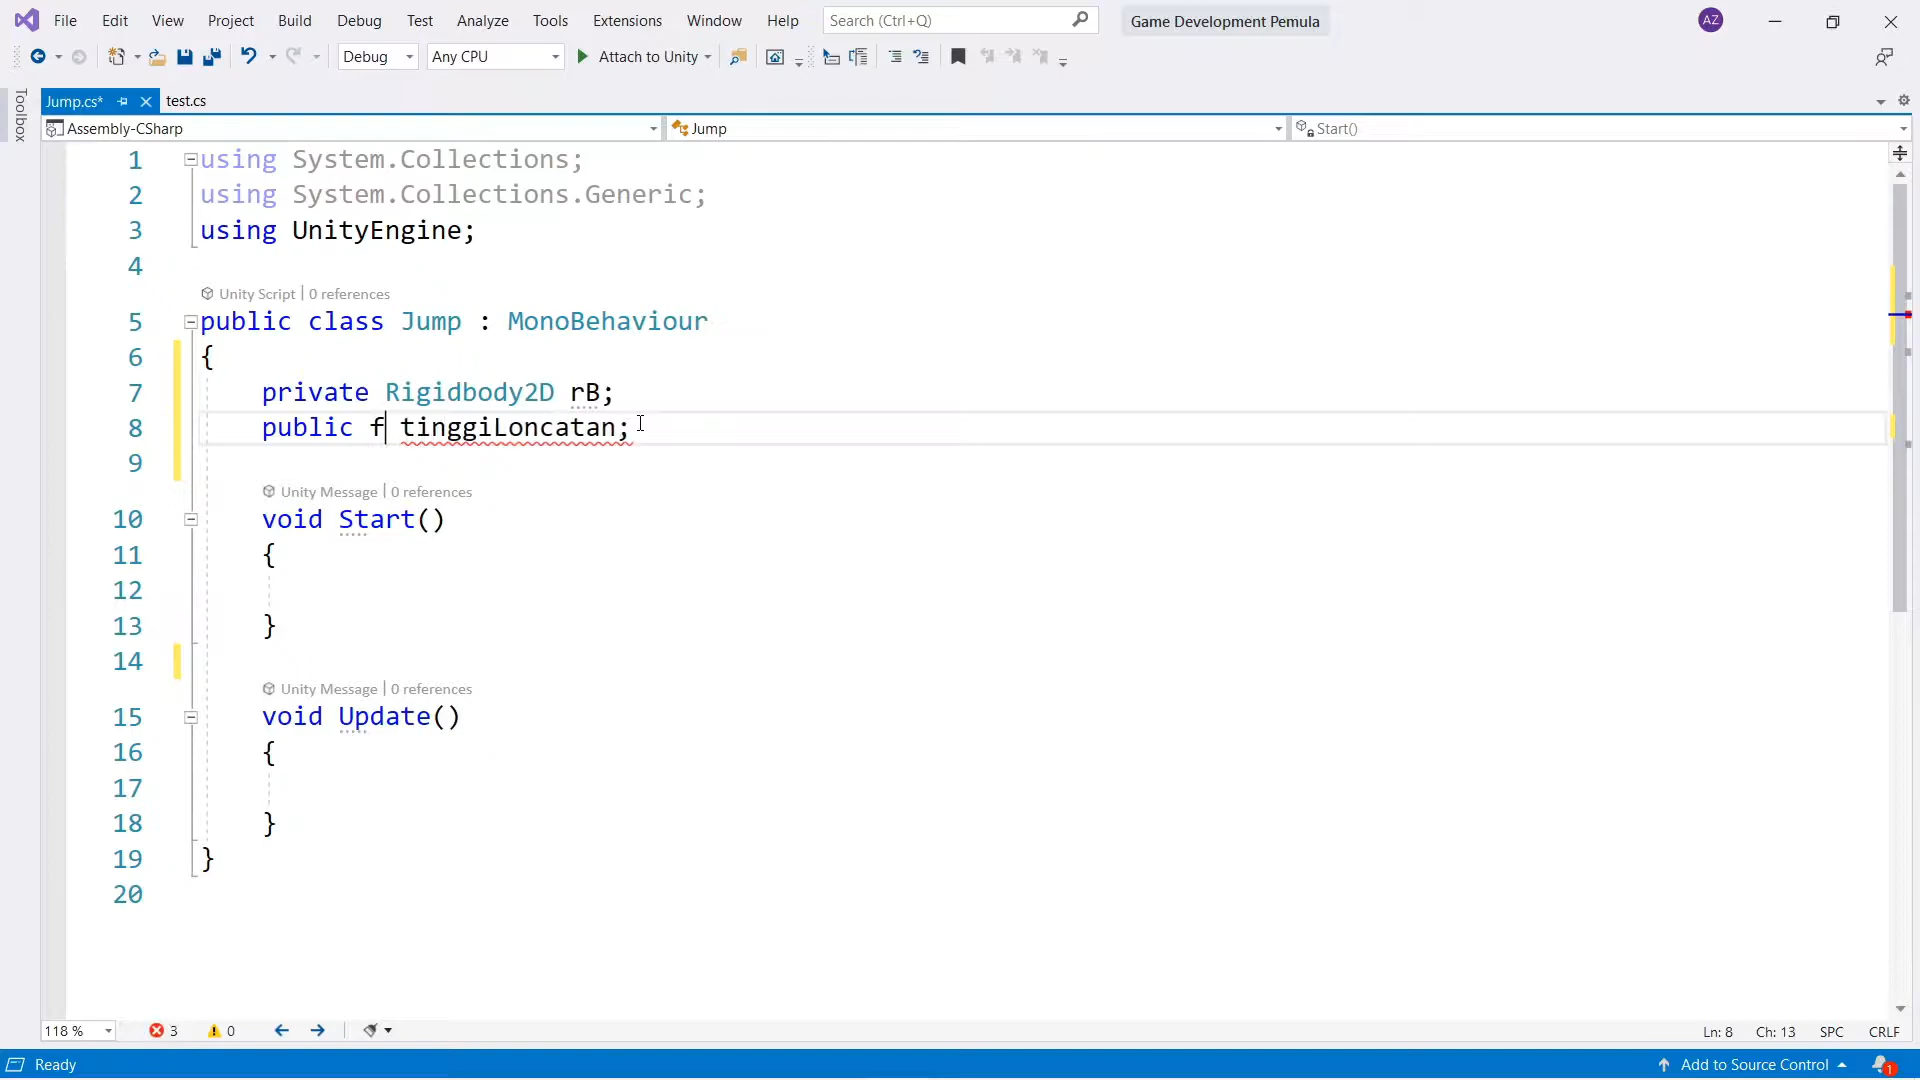 File Edit View Project Build Debug Test Analyze Tools Extensions Window Help Search (Ctrl+Q) Game Development Pemula AZ
Debug Any CPU Attach to Unity
Toolbox
Jump.cs* test.cs
Assembly-CSharp Jump Start()
1 using System.Collections;
2 using System.Collections.Generic;
3 using UnityEngine;
4
Unity Script | 0 references
5 public class Jump : MonoBehaviour
6 {
7 private Rigidbody2D rB;
8 public f tinggiLoncatan;
9
Unity Message | 0 references
10 void Start()
11 {
12
13 }
14
Unity Message | 0 references
15 void Update()
16 {
17
18 }
19 }
20
118 % 3 0 Ln: 8 Ch: 13 SPC CRLF
Ready Add to Source Control 1